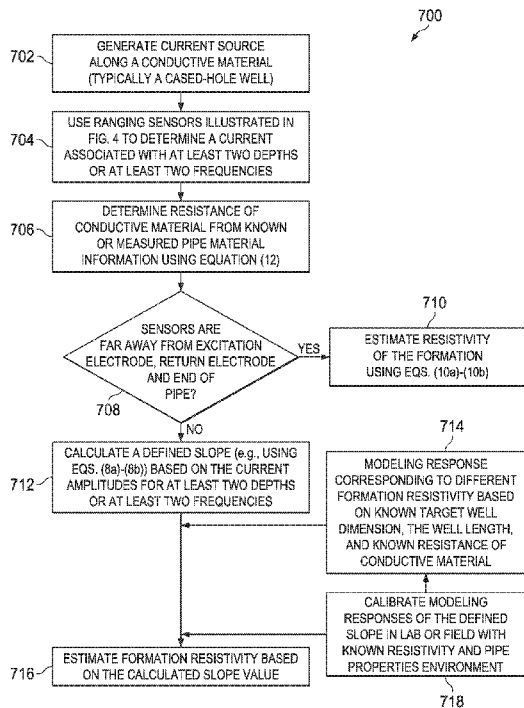 700
702
GENERATE CURRENT SOURCE
ALONG A CONDUCTIVE MATERIAL
(TYPICALLY A CASED-HOLE WELL)
704
USE RANGING SENSORS ILLUSTRATED IN
FIG. 4 TO DETERMINE A CURRENT
ASSOCIATED WITH AT LEAST TWO DEPTHS
OR AT LEAST TWO FREQUENCIES
706
DETERMINE RESISTANCE OF
CONDUCTIVE MATERIAL FROM KNOWN
OR MEASURED PIPE MATERIAL
INFORMATION USING EQUATION (12)
SENSORS ARE
FAR AWAY FROM EXCITATION
ELECTRODE, RETURN ELECTRODE
AND END OF
PIPE?
708
YES
NO
710
ESTIMATE RESISTIVITY
OF THE FORMATION
USING EQS. (10a)-(10b)
712
CALCULATE A DEFINED SLOPE (e.g., USING
EQS. (8a)-(8b)) BASED ON THE CURRENT
AMPLITUDES FOR AT LEAST TWO DEPTHS
OR AT LEAST TWO FREQUENCIES
714
MODELING RESPONSE
CORRESPONDING TO DIFFERENT
FORMATION RESISTIVITY BASED
ON KNOWN TARGET WELL
DIMENSION, THE WELL LENGTH,
AND KNOWN RESISTANCE OF
CONDUCTIVE MATERIAL
CALIBRATE MODELING
RESPONSES OF THE DEFINED
SLOPE IN LAB OR FIELD WITH
KNOWN RESISTIVITY AND PIPE
PROPERTIES ENVIRONMENT
718
716
ESTIMATE FORMATION RESISTIVITY BASED
ON THE CALCULATED SLOPE VALUE